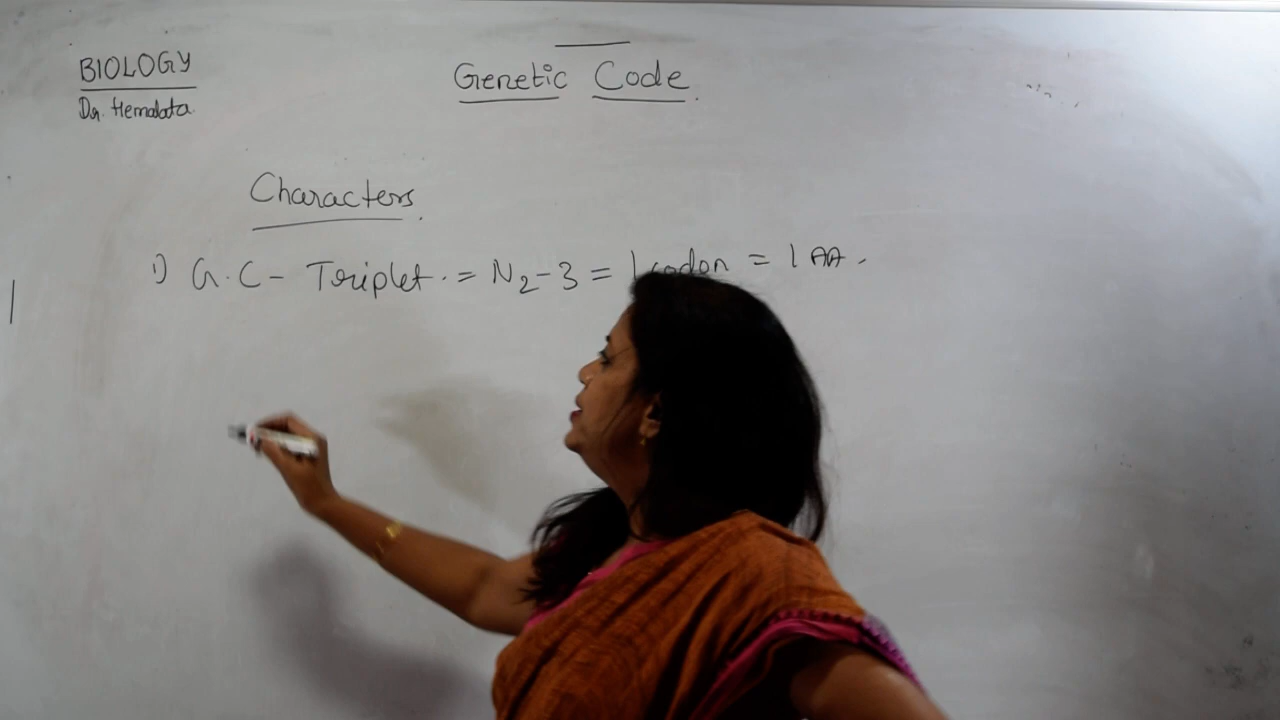 BIOLOGY
Dr. Hemalata
Genetic Code.
Characters.
1) G.C - Triplet. = N2-3 = 1 codon = 1 AA.